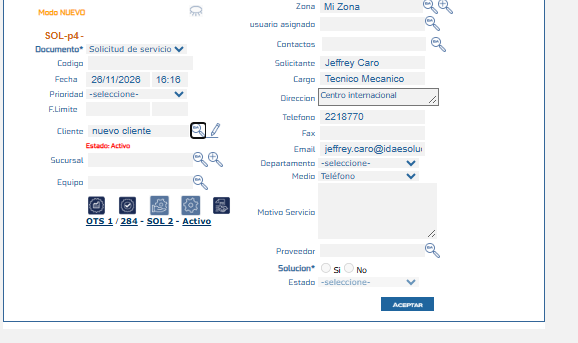 Modo NUEVO
SOL-p4 -
Documento* Solicitud de servicio
Codigo
Fecha 26/11/2026 16:16
Prioridad -seleccione-
F.Limite
Cliente nuevo cliente
Estado: Activo
Sucursal
Equipo
OTS 1 / 284 - SOL 2 - Activo
Zona Mi Zona
usuario asignado
Contactos
Solicitante Jeffrey Caro
Cargo Tecnico Mecanico
Direccion Centro internacional
Telefono 2218770
Fax
Email jeffrey.caro@idaesolu
Departamento -seleccione-
Medio Teléfono
Motivo Servicio
Proveedor
Solucion* Si No
Estado -seleccione-
ACEPTAR